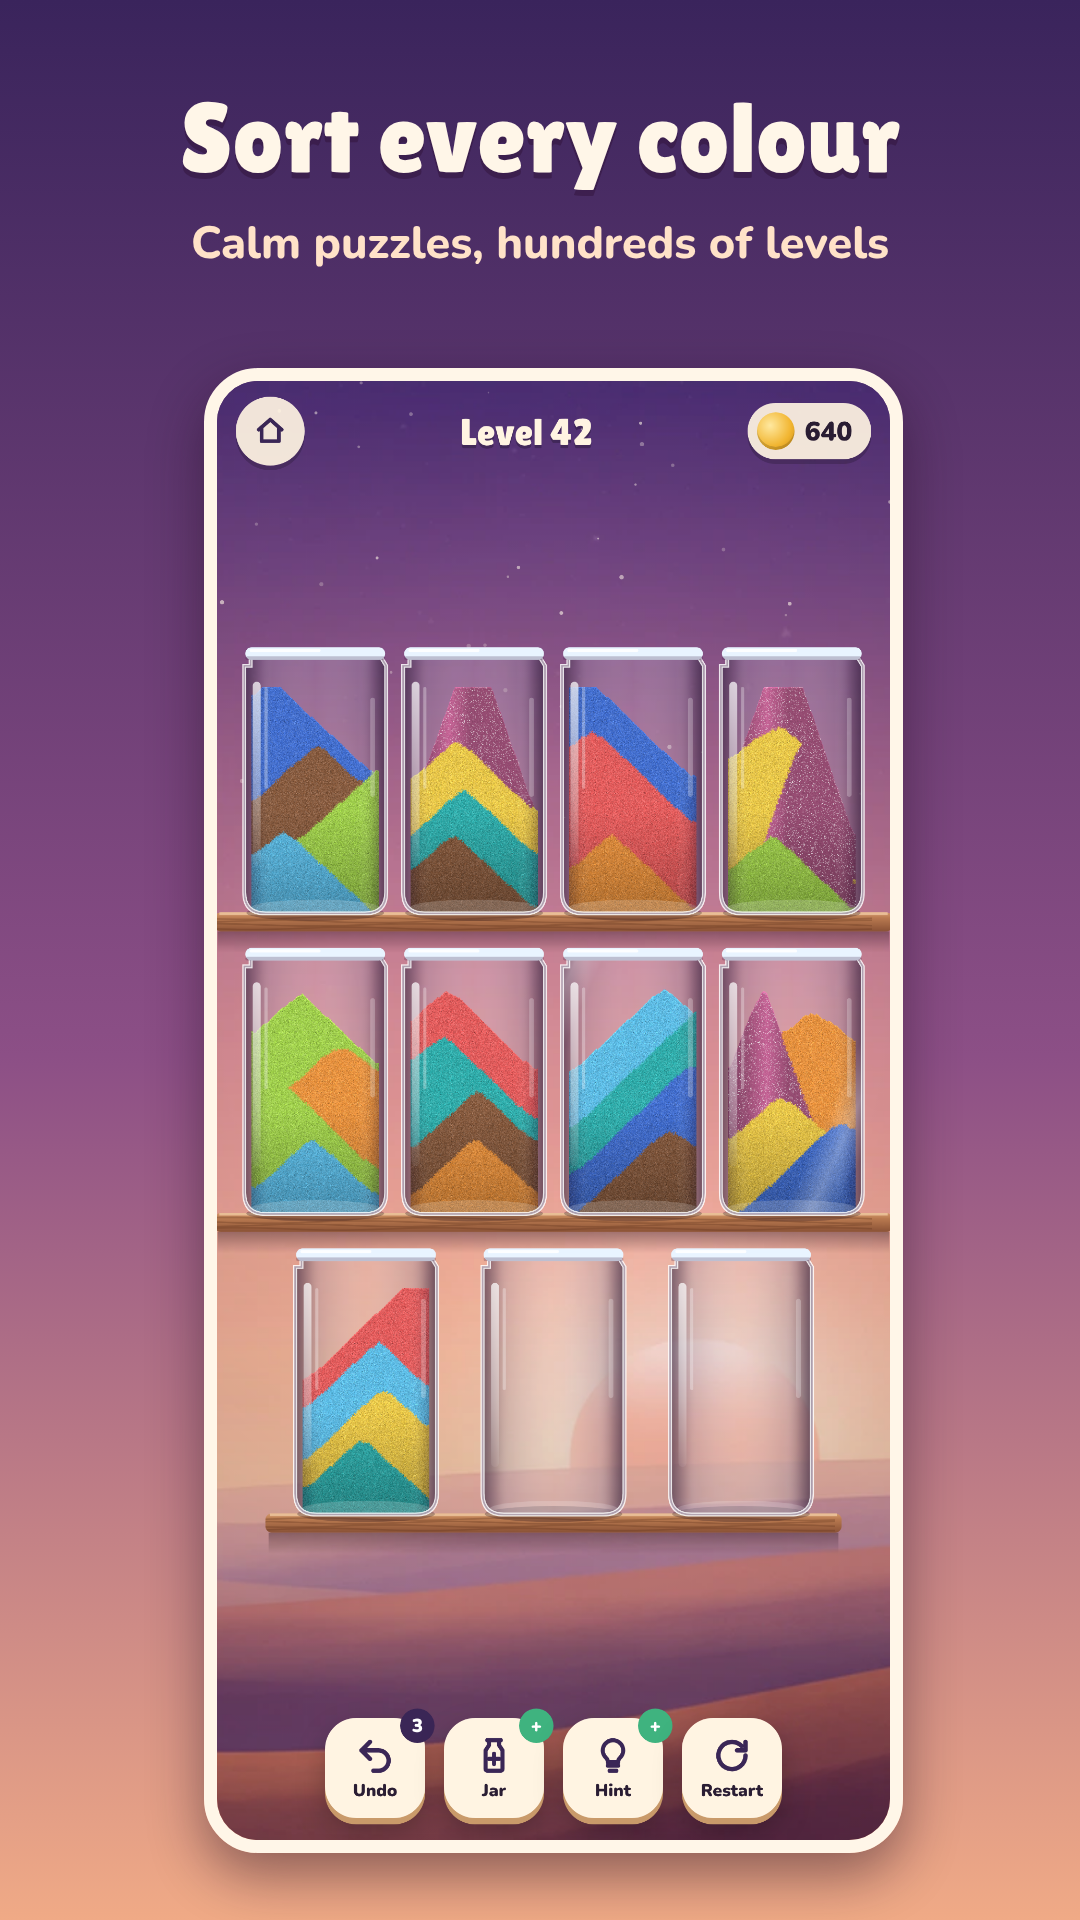 Sort every colour
Calm puzzles, hundreds of levels
Level 42
640
3
+
+
Undo
Jar
Hint
Restart